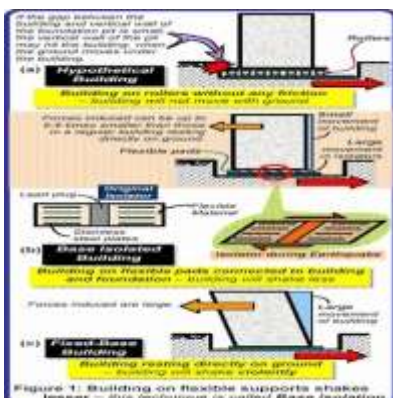 If the gap between the
building and vertical wall of
the foundation pit is small,
the vertical wall of the pit
may hit the building, when
the ground moves under
the building.
Rollers
(a) Hypothetical
Building
Building on rollers without any friction
– building will not move with ground
Forces induced can be up to
5-6 times smaller than those
in a regular building resting
directly on ground
Small
movement
of building
Flexible pads
Large
movement
in isolators
Lead plug
Original
Isolator
Flexible
Material
Stainless
steel plates
Isolator during Earthquake
(b) Base Isolated
Building
Building on flexible pads connected to building
and foundation – building will shake less
Forces induced are large
Large
movement
of building
(c) Fixed-Base
Building
Building resting directly on ground
– building will shake violently
Figure 1: Building on flexible supports shakes
lesser – this technique is called Base Isolation